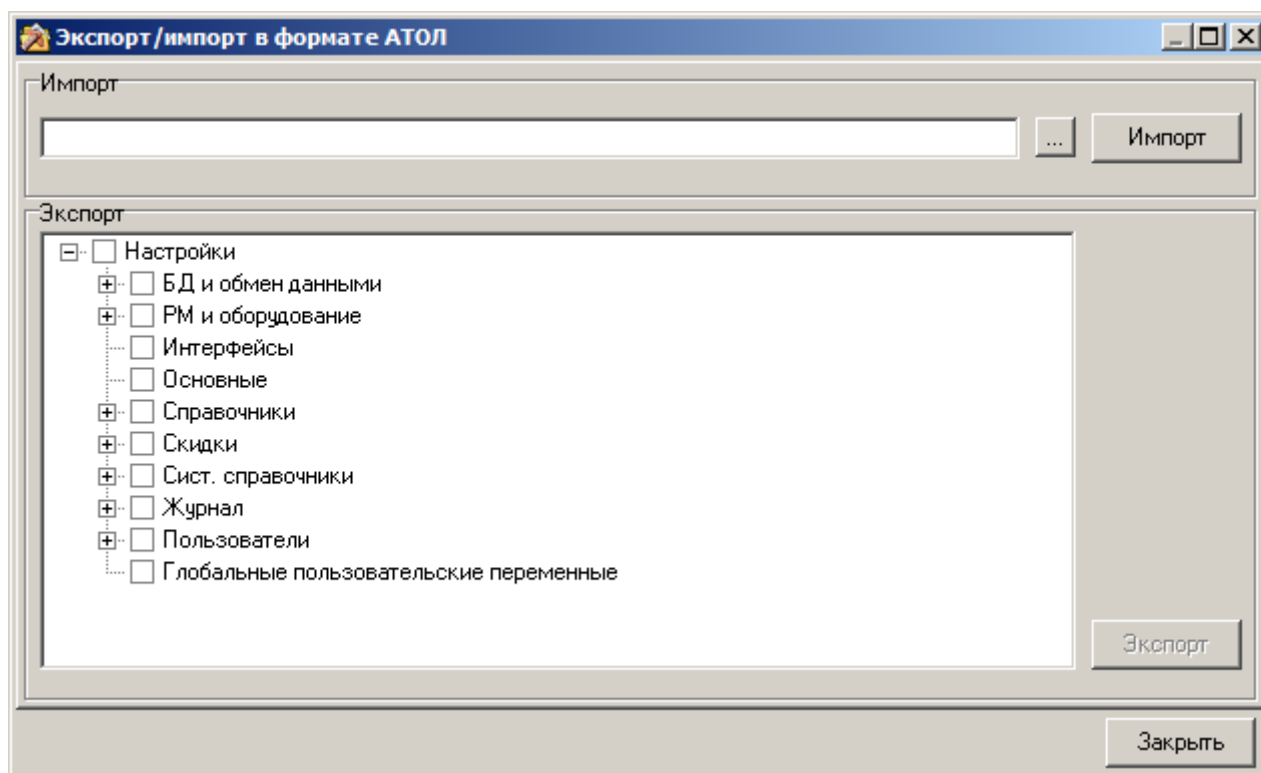 Экспорт/импорт в формате АТОЛ
Импорт
... Импорт
Экспорт
Настройки
БД и обмен данными
РМ и оборудование
Интерфейсы
Основные
Справочники
Скидки
Сист. справочники
Журнал
Пользователи
Глобальные пользовательские переменные
Экспорт
Закрыть